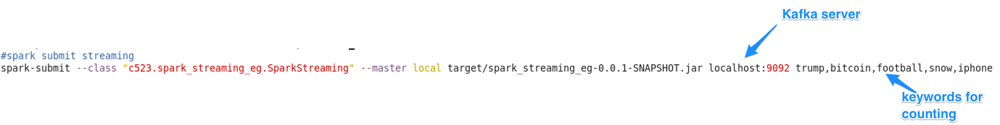 Kafka server
#spark submit streaming
spark-submit --class "c523.spark_streaming_eg.SparkStreaming" --master local target/spark_streaming_eg-0.0.1-SNAPSHOT.jar localhost:9092 trump,bitcoin,football,snow,iphone
keywords for
counting